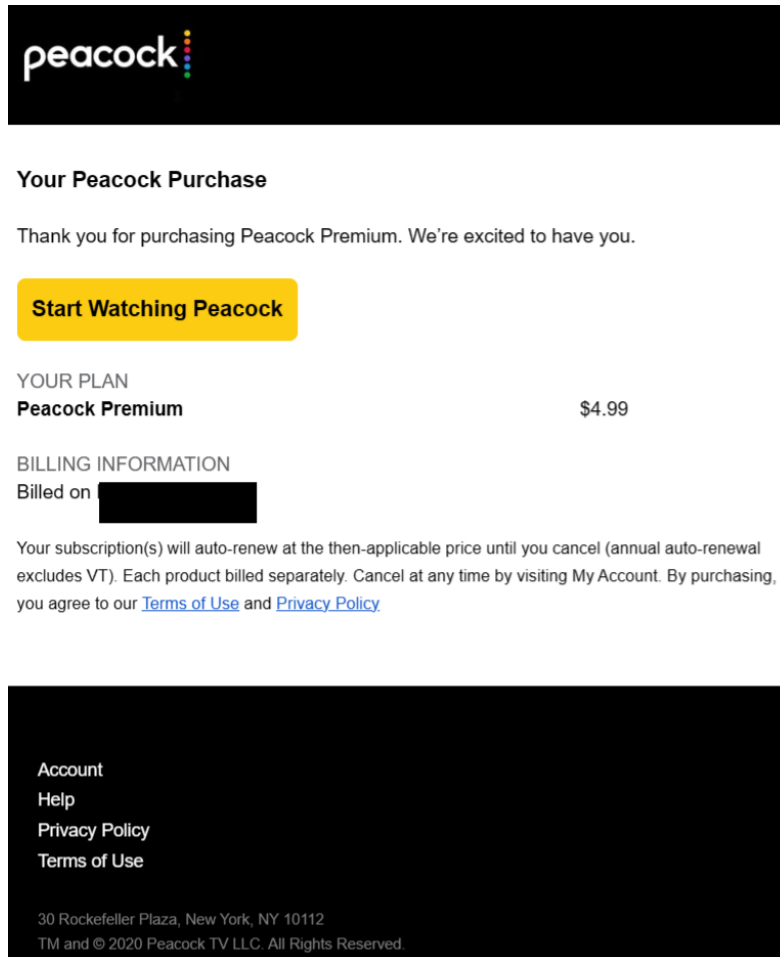 peacock
Your Peacock Purchase
Thank you for purchasing Peacock Premium. We’re excited to have you.
Start Watching Peacock
YOUR PLAN
Peacock Premium $4.99
BILLING INFORMATION
Billed on
Your subscription(s) will auto-renew at the then-applicable price until you cancel (annual auto-renewal
excludes VT). Each product billed separately. Cancel at any time by visiting My Account. By purchasing,
you agree to our Terms of Use and Privacy Policy
Account
Help
Privacy Policy
Terms of Use
30 Rockefeller Plaza, New York, NY 10112
TM and © 2020 Peacock TV LLC. All Rights Reserved.